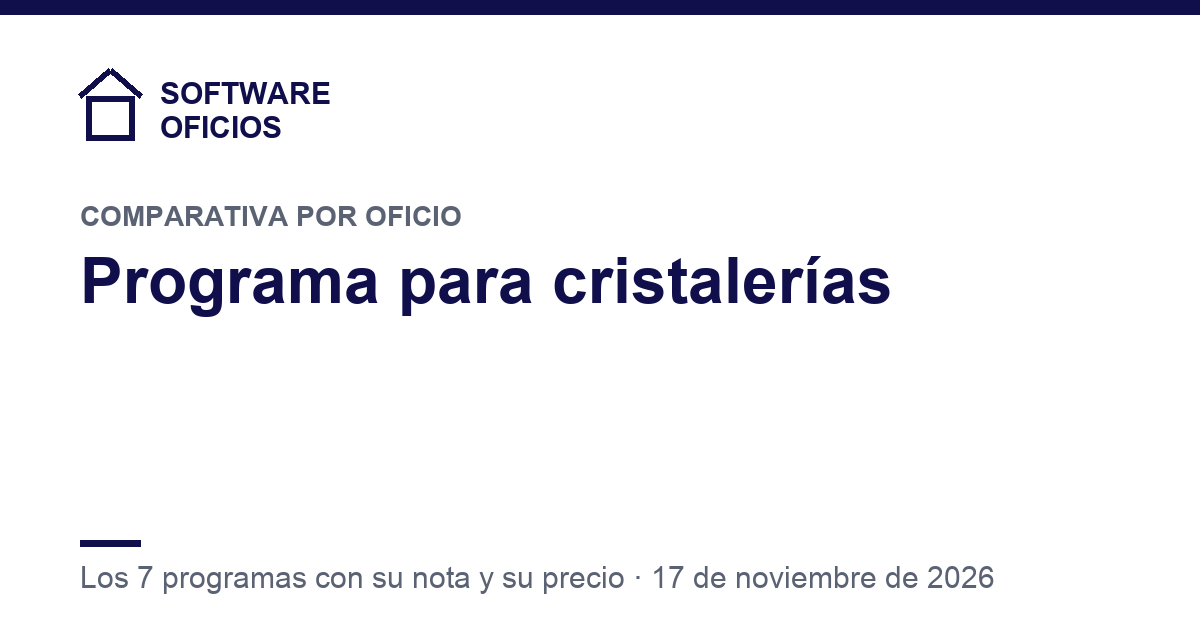 SOFTWARE
OFICIOS
COMPARATIVA POR OFICIO
Programa para cristalerías
Los 7 programas con su nota y su precio · 17 de noviembre de 2026